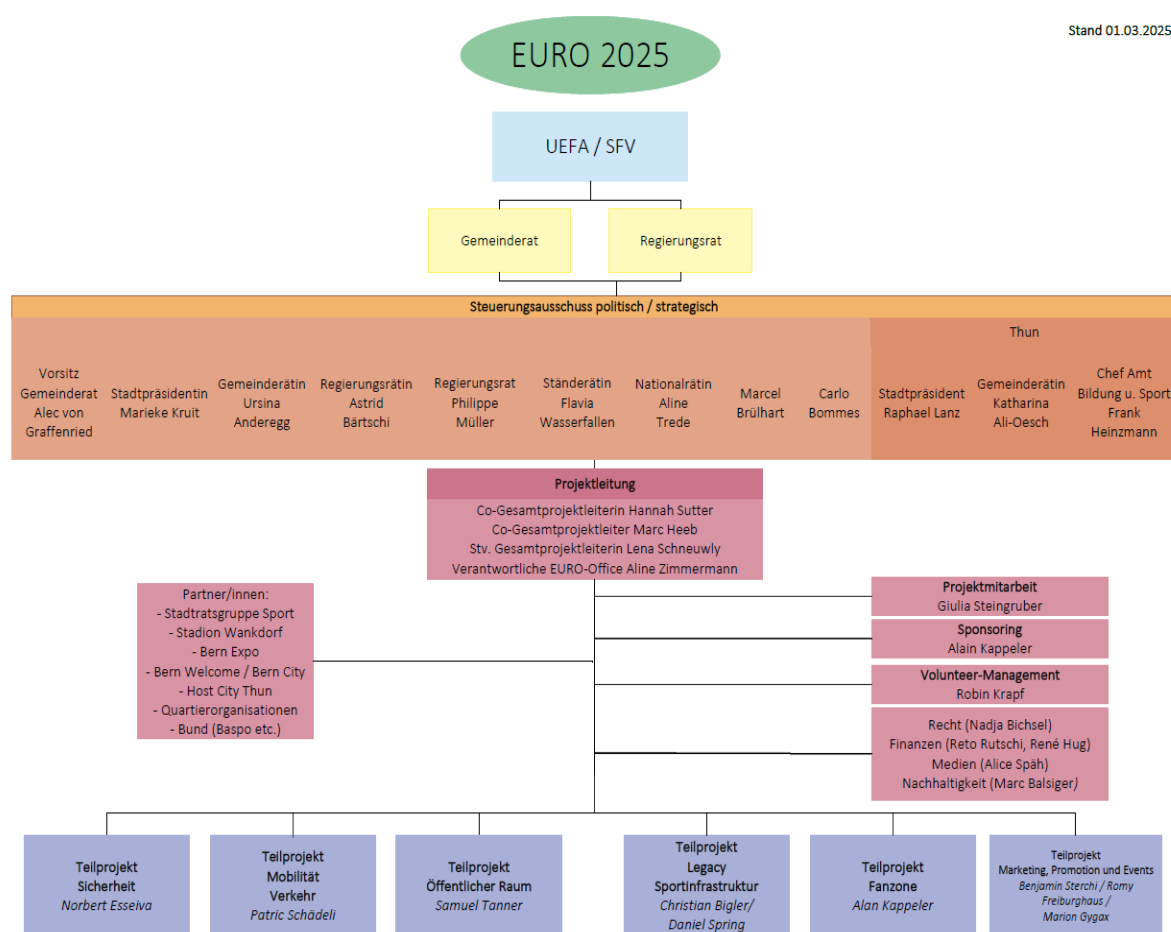 EURO 2025
Stand 01.03.2025
UEFA / SFV
Gemeinderat
Regierungsrat
Steuerungsausschuss politisch / strategisch
Vorsitz
Gemeinderat
Alec von
Graffenried
Stadtpräsidentin
Marieke Kruit
Gemeinderätin
Ursina
Anderegg
Regierungsrätin
Astrid
Bärtschi
Regierungsrat
Philippe
Müller
Ständerätin
Flavia
Wasserfallen
Nationalrätin
Aline
Trede
Marcel
Brülhart
Carlo
Bommes
Thun
Stadtpräsident
Raphael Lanz
Gemeinderätin
Katharina
Ali-Oesch
Chef Amt
Bildung u. Sport
Frank
Heinzmann
Projektleitung
Co-Gesamtprojektleiterin Hannah Sutter
Co-Gesamtprojektleiter Marc Heeb
Stv. Gesamtprojektleiterin Lena Schneuwly
Verantwortliche EURO-Office Aline Zimmermann
Partner/innen:
- Stadtratsgruppe Sport
- Stadion Wankdorf
- Bern Expo
- Bern Welcome / Bern City
- Host City Thun
- Quartierorganisationen
- Bund (Baspo etc.)
Projektmitarbeit
Giulia Steingruber
Sponsoring
Alain Kappeler
Volunteer-Management
Robin Krapf
Recht (Nadja Bichsel)
Finanzen (Reto Rutschi, René Hug)
Medien (Alice Späh)
Nachhaltigkeit (Marc Balsiger)
Teilprojekt
Sicherheit
Norbert Esseiva
Teilprojekt
Mobilität
Verkehr
Patric Schädeli
Teilprojekt
Öffentlicher Raum
Samuel Tanner
Teilprojekt
Legacy
Sportinfrastruktur
Christian Bigler/
Daniel Spring
Teilprojekt
Fanzone
Alan Kappeler
Teilprojekt
Marketing, Promotion und Events
Benjamin Sterchi / Romy
Freiburghaus /
Marion Gygax